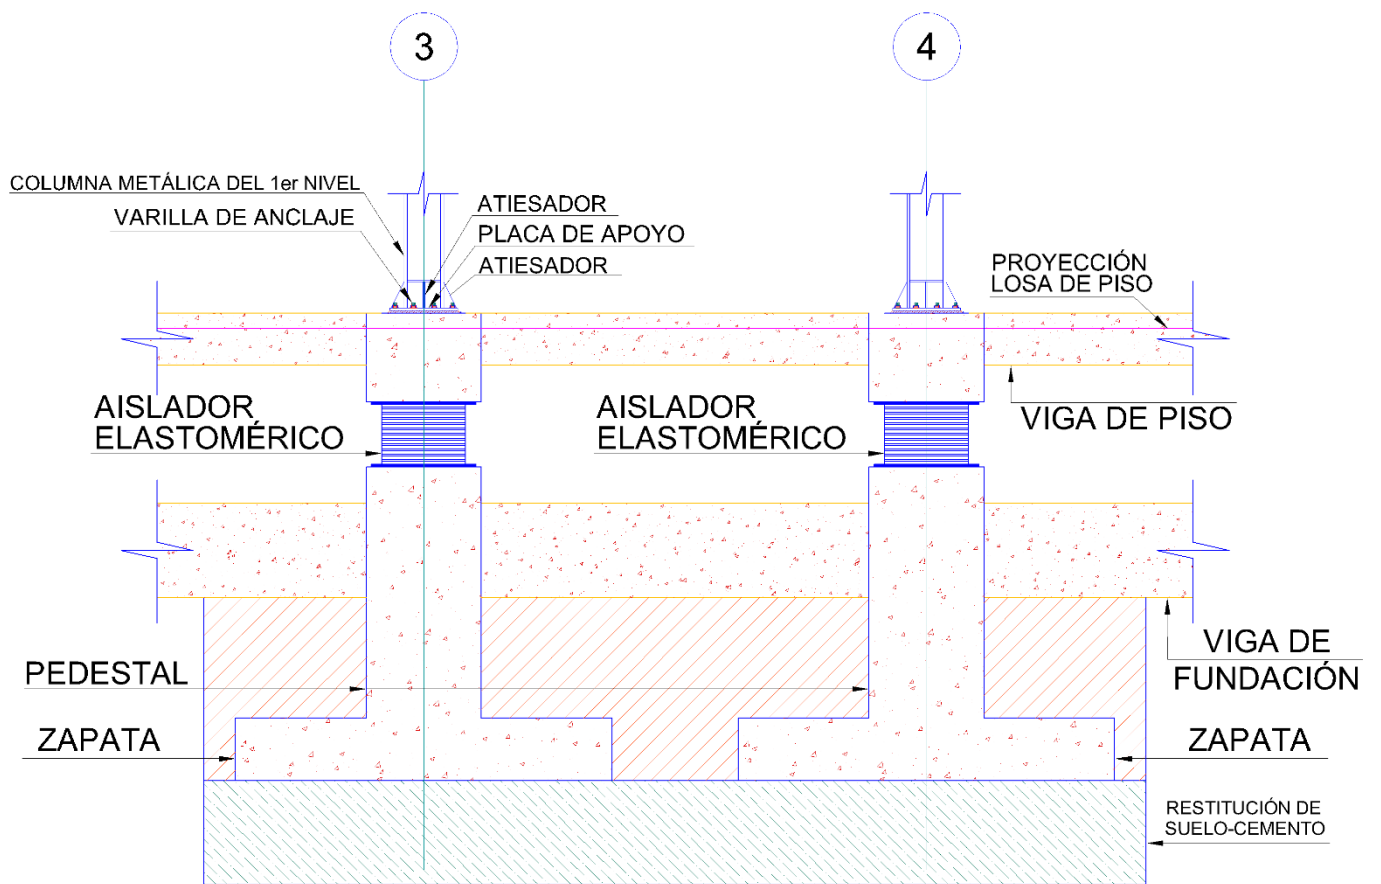 3
4
COLUMNA METÁLICA DEL 1er NIVEL
VARILLA DE ANCLAJE
ATIESADOR
PLACA DE APOYO
ATIESADOR
PROYECCIÓN
LOSA DE PISO
AISLADOR
ELASTOMÉRICO
AISLADOR
ELASTOMÉRICO
VIGA DE PISO
PEDESTAL
VIGA DE
FUNDACIÓN
ZAPATA
ZAPATA
RESTITUCIÓN DE
SUELO-CEMENTO